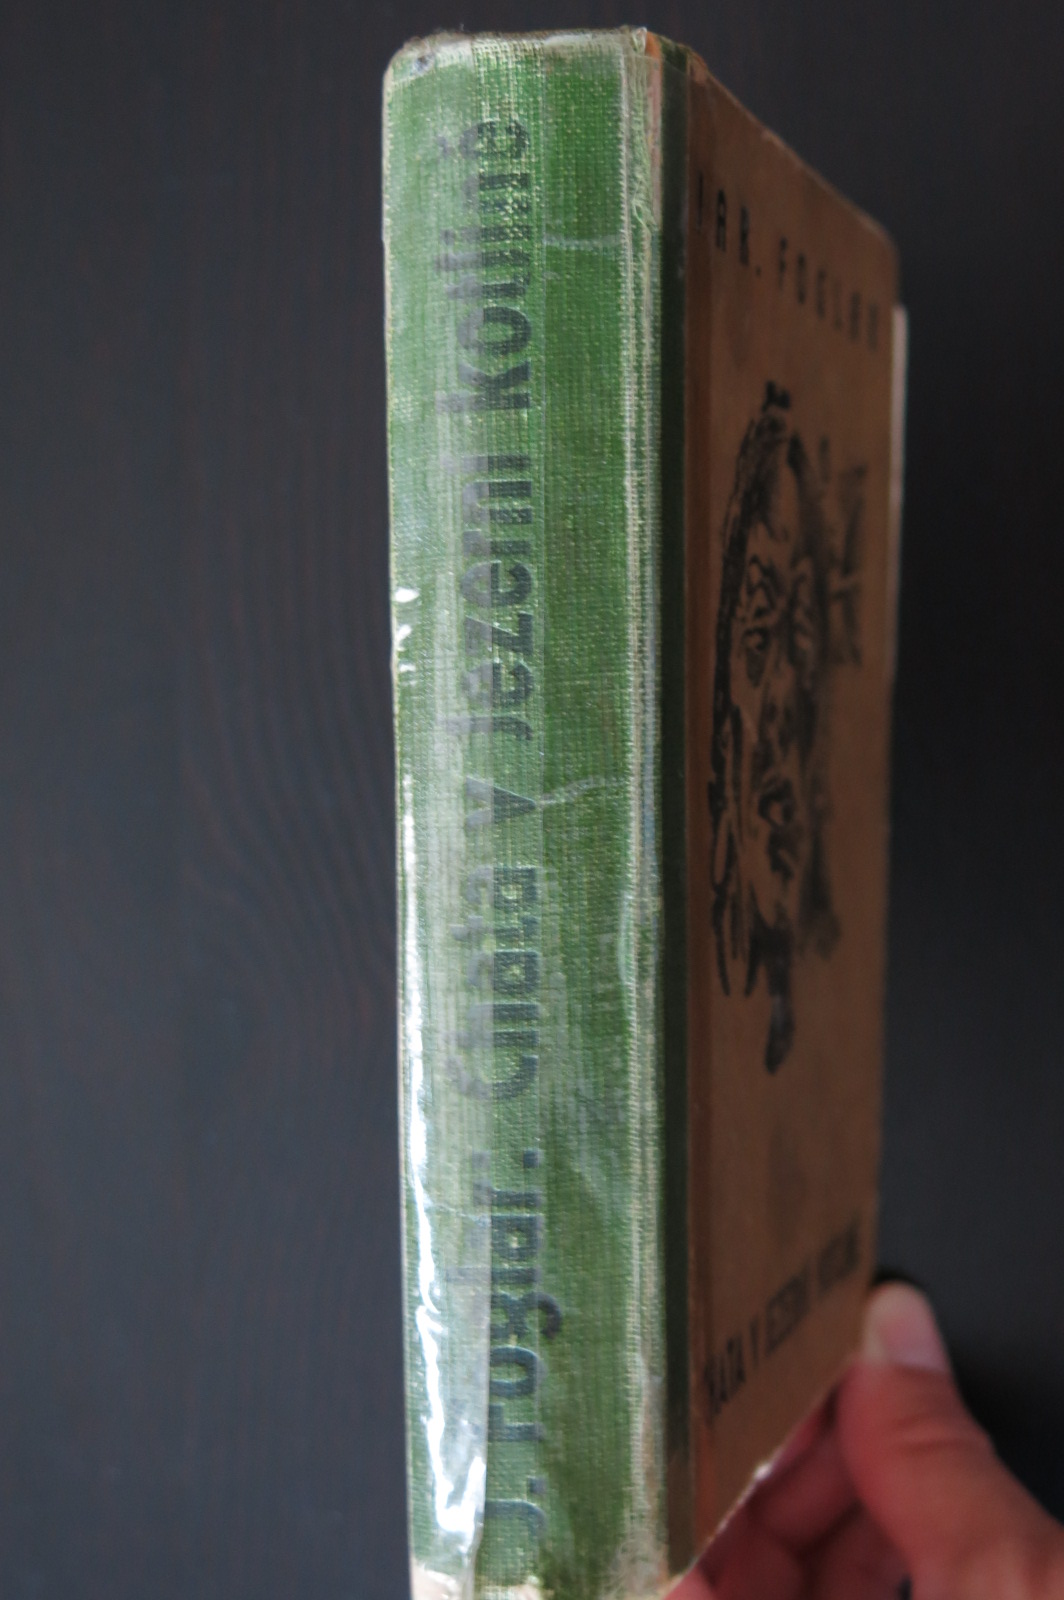 J. Foglar: Chata v Jezerní kotlině
JAR. FOGLAR
CHATA V JEZERNÍ KOTLINĚ